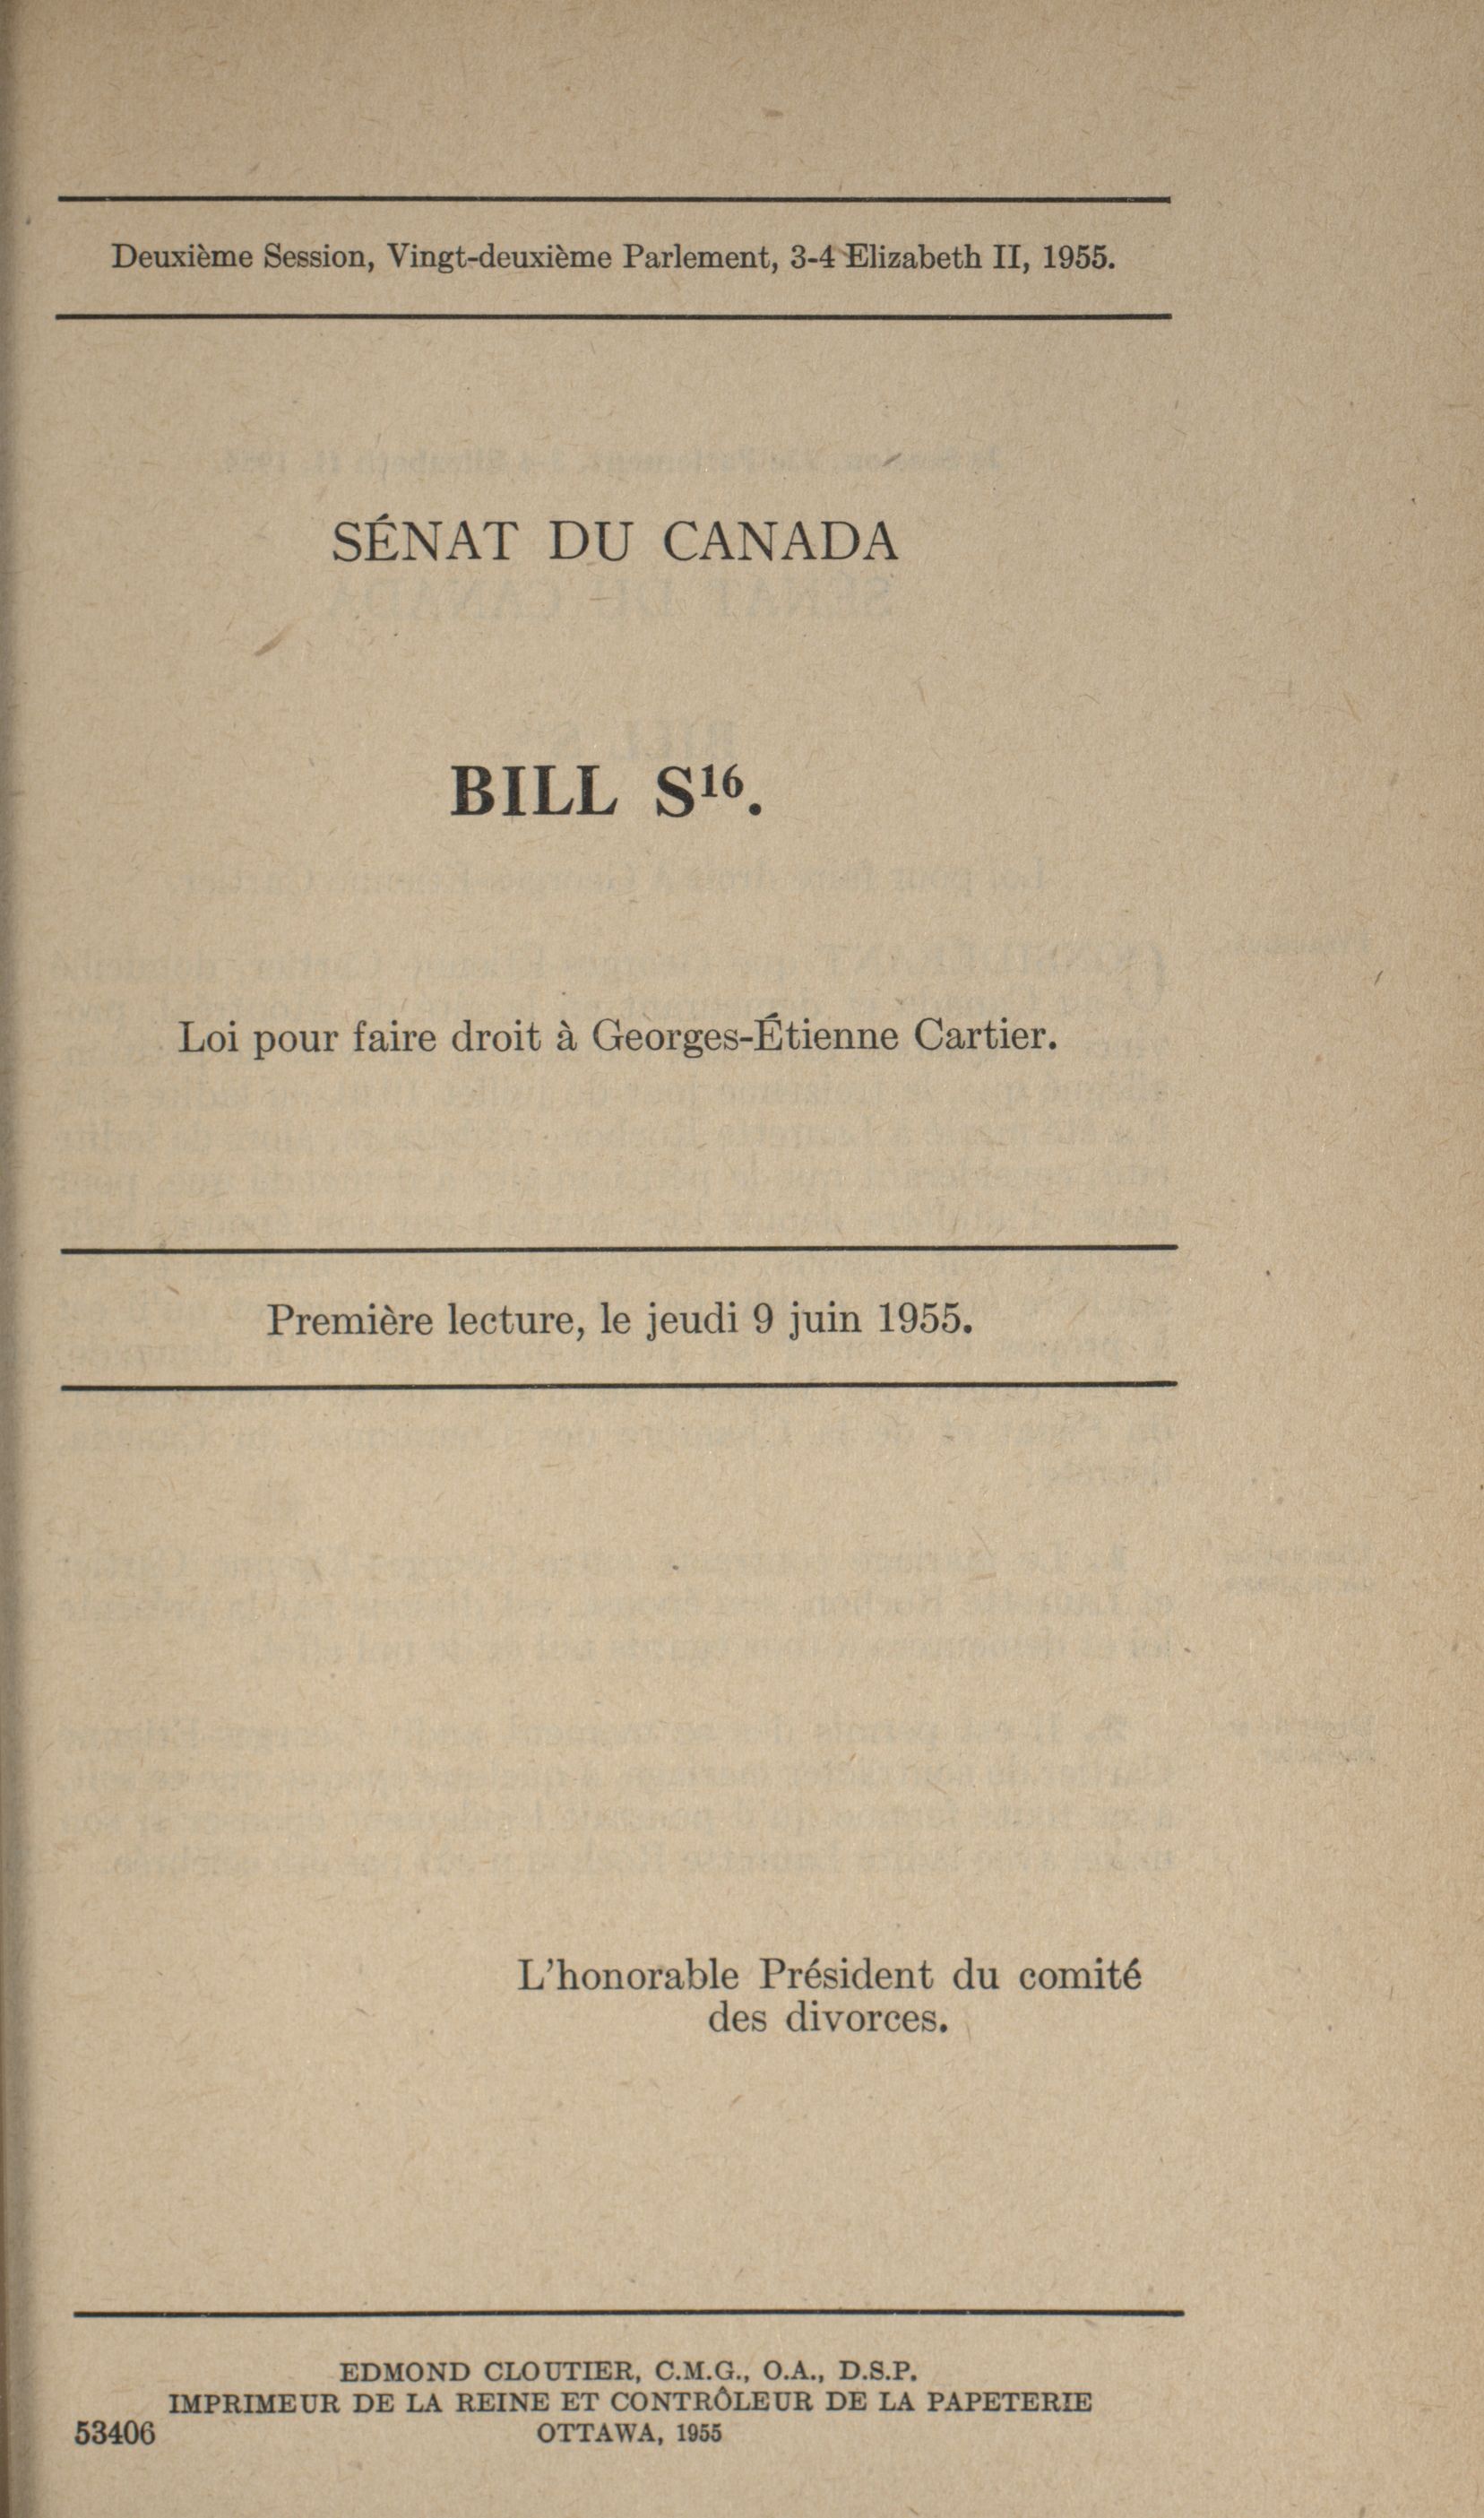 Deuxième Session, Vingt-deuxième Parlement, 3-4 Elizabeth II, 1955.
SÉNAT DU CANADA
BILL S¹⁶.
Loi pour faire droit à Georges-Étienne Cartier.
Première lecture, le jeudi 9 juin 1955.
L'honorable Président du comité
des divorces.
EDMOND CLOUTIER, C.M.G., O.A., D.S.P.
IMPRIMEUR DE LA REINE ET CONTRÔLEUR DE LA PAPETERIE
53406 OTTAWA, 1955